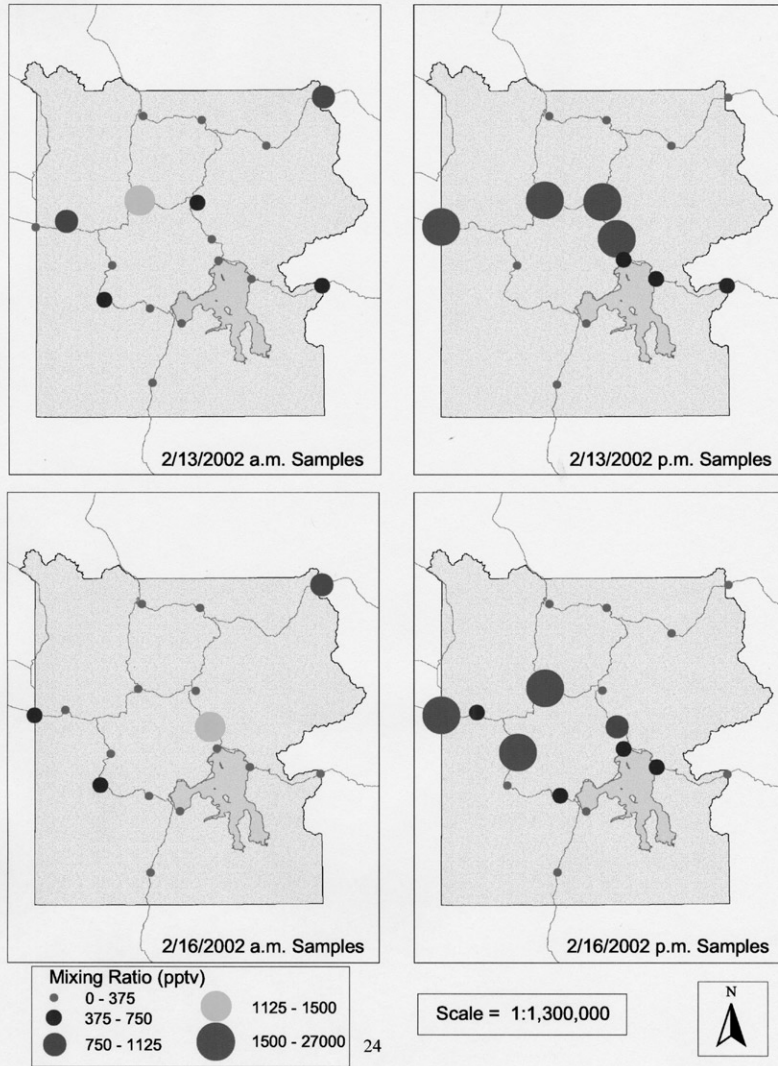 2/13/2002 a.m. Samples
2/13/2002 p.m. Samples
2/16/2002 a.m. Samples
2/16/2002 p.m. Samples
Mixing Ratio (pptv)
0 - 375
375 - 750
750 - 1125
1125 - 1500
1500 - 27000
24
Scale = 1:1,300,000
N